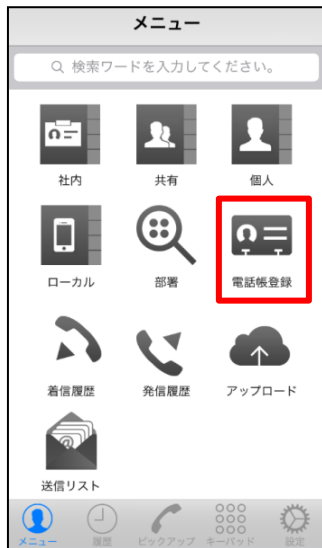 メニュー
検索ワードを入力してください。
社内 共有 個人
ローカル 部署 電話帳登録
着信履歴 発信履歴 アップロード
送信リスト
メニュー 履歴 ピックアップ キーパッド 設定